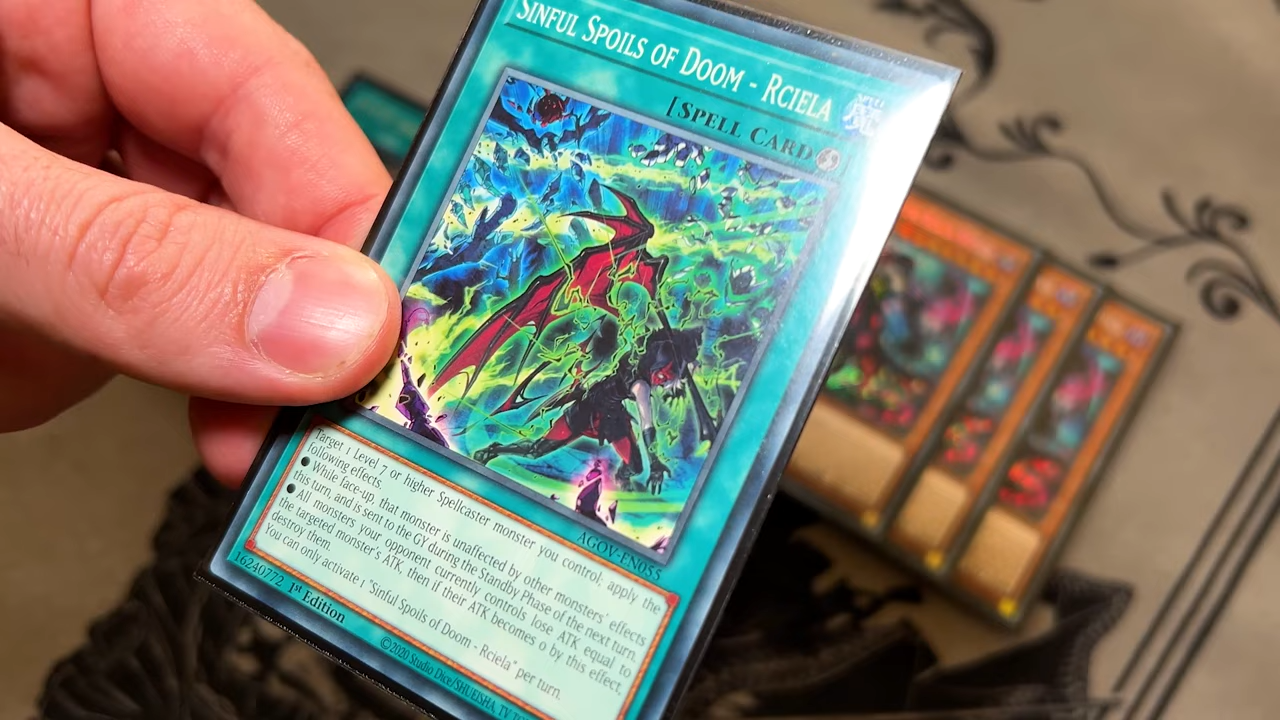 SINFUL SPOILS OF DOOM - RCIELA
[SPELL CARD
AGOV-EN055
Target 1 Level 7 or higher Spellcaster monster you control; apply the
following effects.
● While face-up, that monster is unaffected by other monsters' effects
this turn, and is sent to the GY during the Standby Phase of the next turn.
● All monsters your opponent currently controls lose ATK equal to
the targeted monster's ATK, then if their ATK becomes 0 by this effect,
destroy them.
You can only activate 1 "Sinful Spoils of Doom - Rciela" per turn.
16240772 1st Edition
©2020 Studio Dice/SHUEISHA, TV